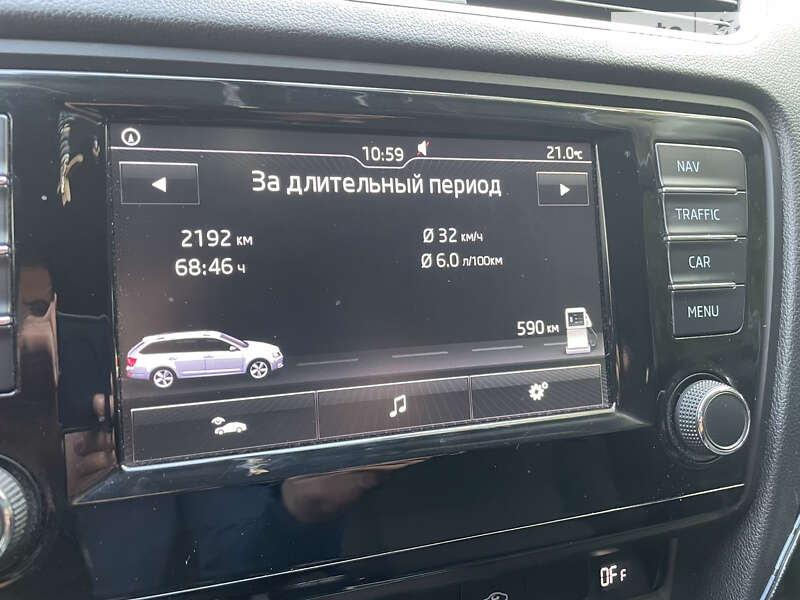 10:59
21.0°C
За длительный период
2192 км
Ø 32 км/ч
68:46 ч
Ø 6.0 л/100км
590 км
NAV
TRAFFIC
CAR
MENU
OFF